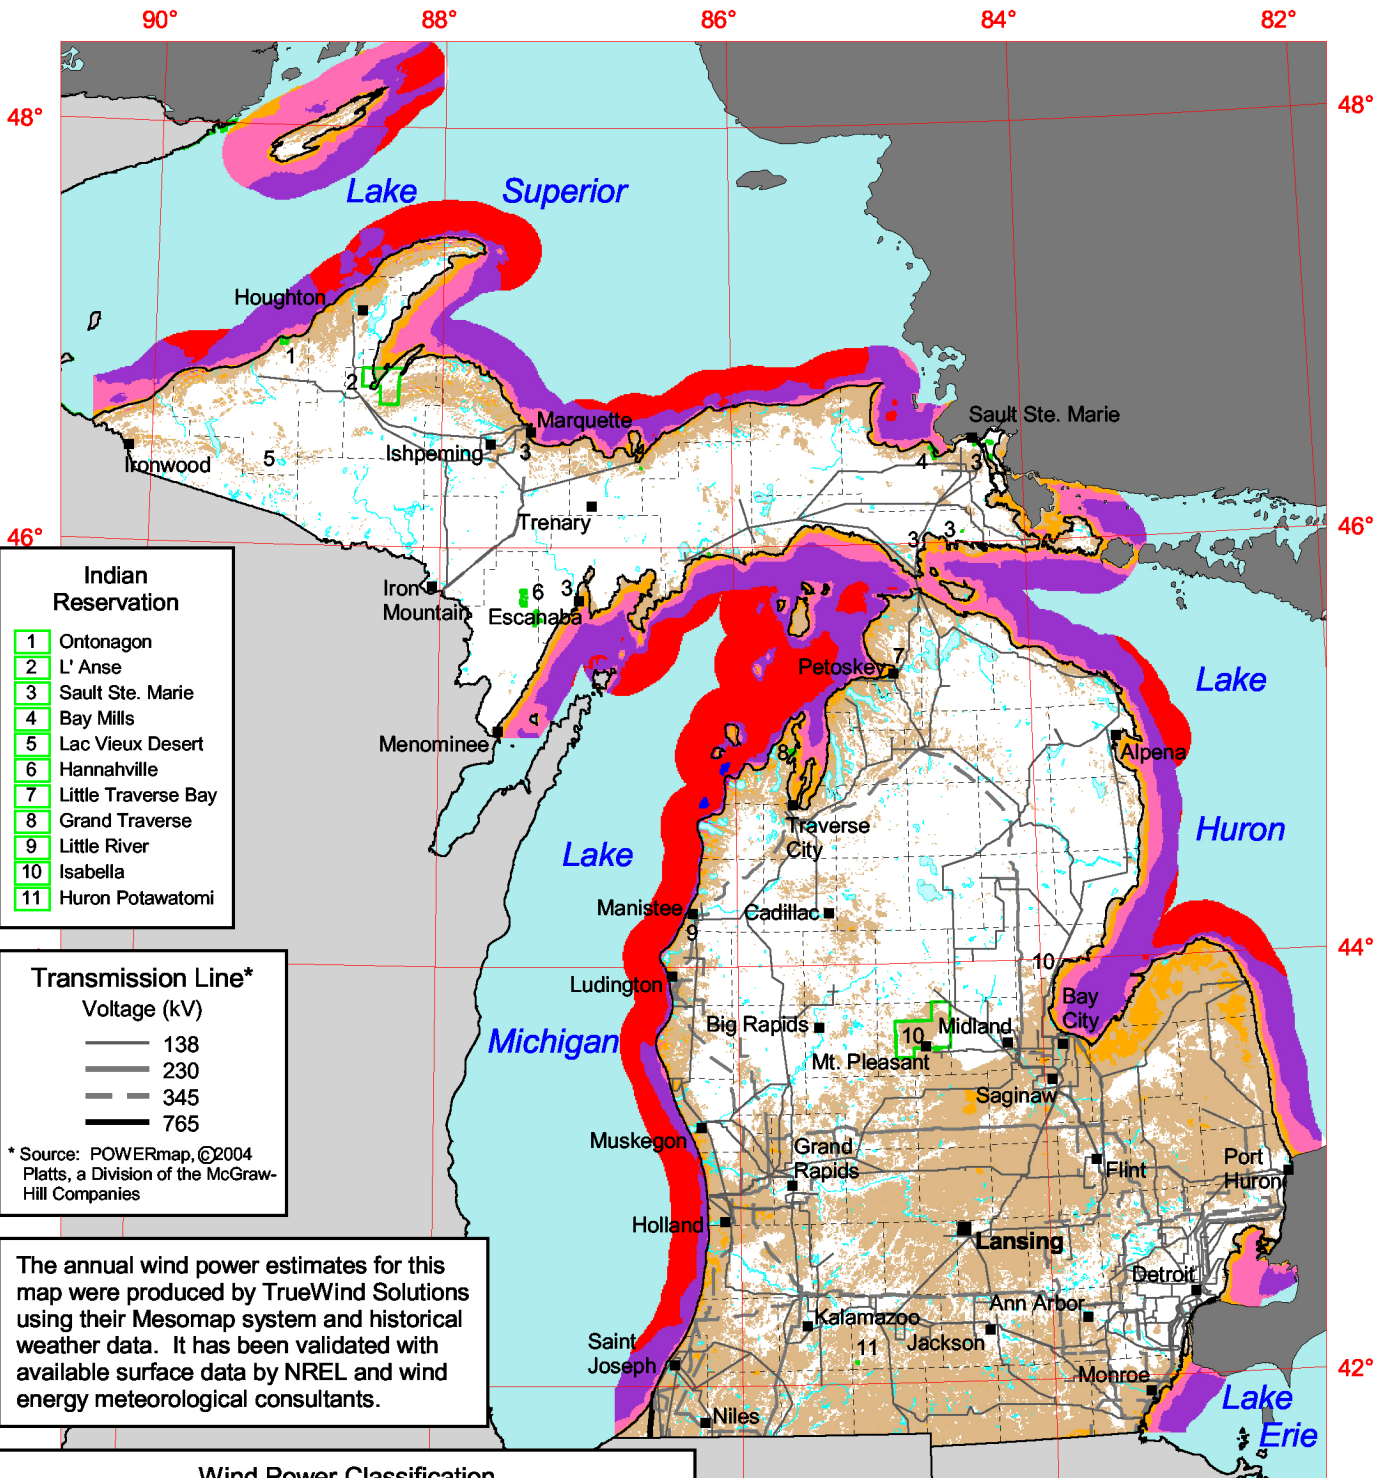 90° 88° 86° 84° 82°
48° 48°
Lake Superior
Houghton
1
2
Marquette
Sault Ste. Marie
Ishpeming 3
4 3
Ironwood 5
Trenary
3 3
46° 46°
Indian
Reservation
1 Ontonagon
2 L' Anse
3 Sault Ste. Marie
4 Bay Mills
5 Lac Vieux Desert
6 Hannahville
7 Little Traverse Bay
8 Grand Traverse
9 Little River
10 Isabella
11 Huron Potawatomi
Iron
Mountain
6 3
Escanaba
7
Petoskey
Lake
Menominee
8
Alpena
Traverse
City
Huron
Lake
Manistee Cadillac
9
44°
10
Ludington
Bay
City
Big Rapids 10 Midland
Michigan
Mt. Pleasant
Saginaw
Transmission Line*
Voltage (kV)
138
230
345
765
* Source: POWERmap, ©2004
Platts, a Division of the McGraw-
Hill Companies
Muskegon
Grand
Rapids
Flint
Port
Huron
Holland
Lansing
Detroit
Ann Arbor
Kalamazoo
Jackson
11
Saint
Joseph
Monroe
42°
Lake
Erie
Niles
The annual wind power estimates for this
map were produced by TrueWind Solutions
using their Mesomap system and historical
weather data. It has been validated with
available surface data by NREL and wind
energy meteorological consultants.
Wind Power Classification